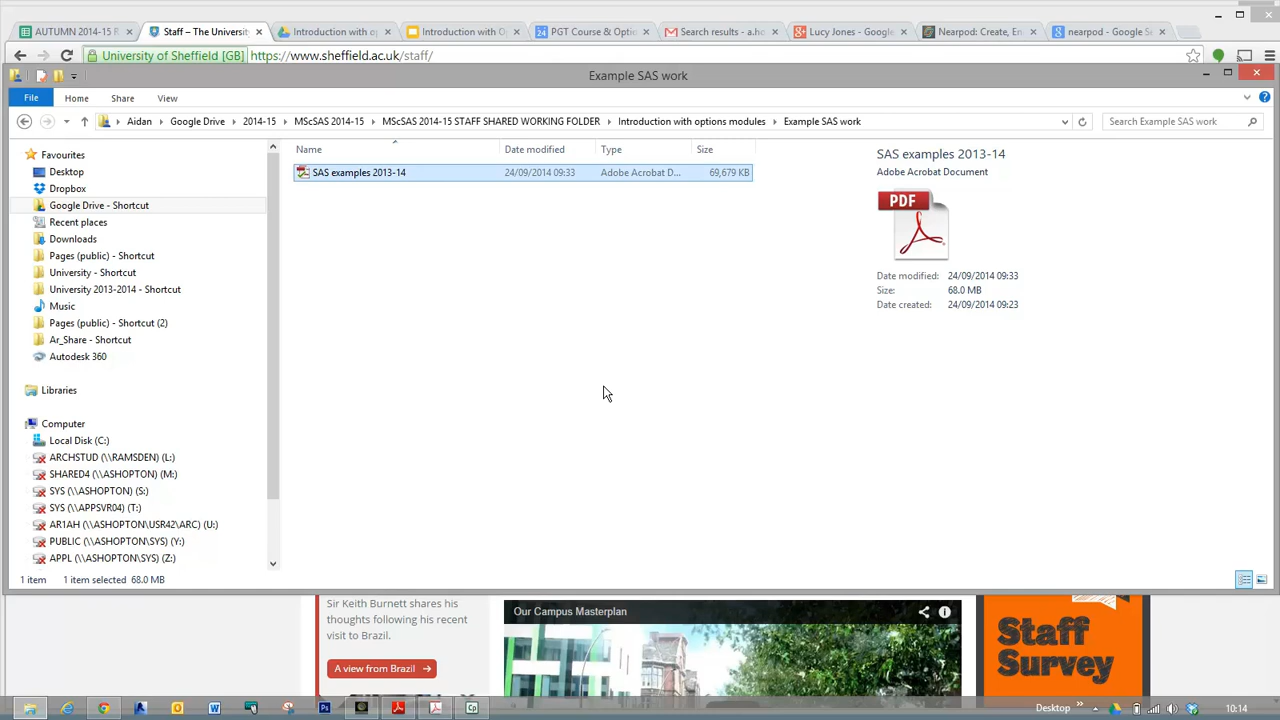 AUTUMN 2014-15 R
Staff – The Universit
Introduction with o
Introduction with Op
PGT Course & Optio
Search results - a.ho
Lucy Jones - Google
Nearpod: Create, En
nearpod - Google S
University of Sheffield [GB] https://www.sheffield.ac.uk/staff/
Example SAS work
File Home Share View
Aidan Google Drive 2014-15 MScSAS 2014-15 MScSAS 2014-15 STAFF SHARED WORKING FOLDER Introduction with options modules Example SAS work
Search Example SAS work
Name Date modified Type Size
SAS examples 2013-14 24/09/2014 09:33 Adobe Acrobat D... 69,679 KB
SAS examples 2013-14
Adobe Acrobat Document
PDF
Date modified: 24/09/2014 09:33
Size: 68.0 MB
Date created: 24/09/2014 09:23
Favourites
Desktop
Dropbox
Google Drive - Shortcut
Recent places
Downloads
Pages (public) - Shortcut
University - Shortcut
University 2013-2014 - Shortcut
Music
Pages (public) - Shortcut (2)
Ar_Share - Shortcut
Autodesk 360
Libraries
Computer
Local Disk (C:)
ARCHSTUD (\\RAMSDEN) (L:)
SHARED4 (\\ASHOPTON) (M:)
SYS (\\ASHOPTON) (S:)
SYS (\\APPSVR04) (T:)
AR1AH (\\ASHOPTON\USR42\ARC) (U:)
PUBLIC (\\ASHOPTON\SYS) (Y:)
APPL (\\ASHOPTON\SYS) (Z:)
1 item 1 item selected 68.0 MB
Sir Keith Burnett shares his
thoughts following his recent
visit to Brazil.
A view from Brazil
Our Campus Masterplan
Staff
Survey
Desktop
10:14